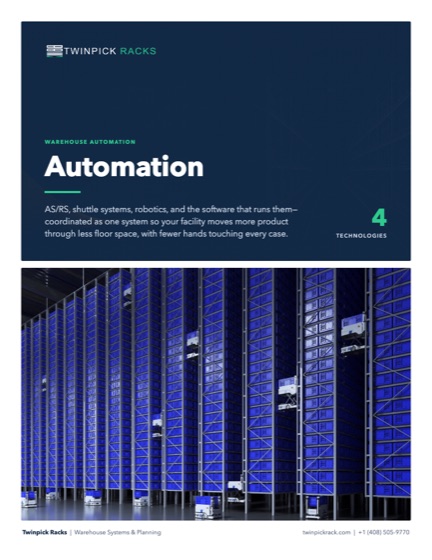 TWINPICK RACKS
WAREHOUSE AUTOMATION
Automation
AS/RS, shuttle systems, robotics, and the software that runs them—
coordinated as one system so your facility moves more product
through less floor space, with fewer hands touching every case.
4
TECHNOLOGIES
Twinpick Racks | Warehouse Systems & Planning
twinpickrack.com | +1 (408) 505-9770